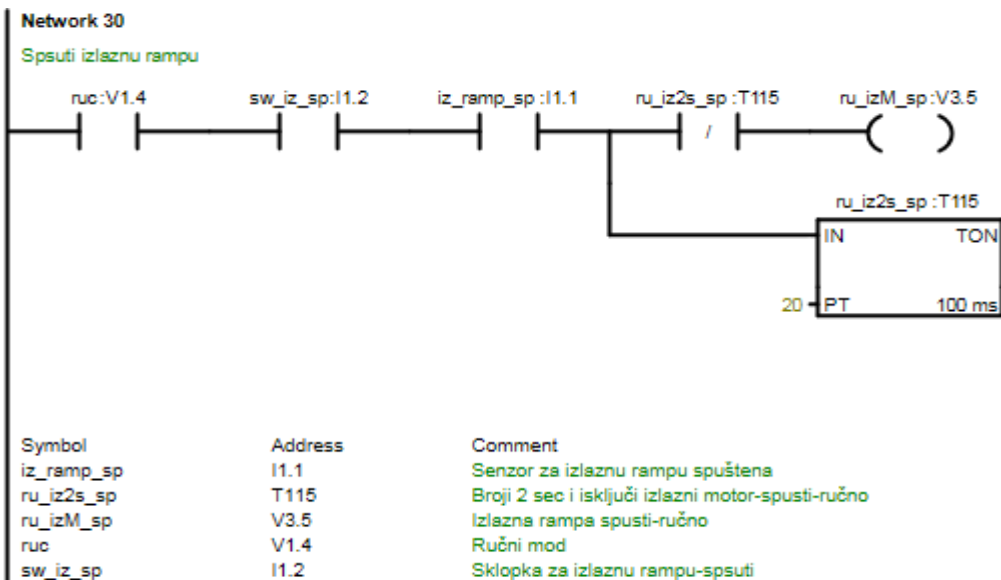 Network 30
Spsuti izlaznu rampu
ruc:V1.4 sw_iz_sp:I1.2 iz_ramp_sp:I1.1 ru_iz2s_sp:T115 ru_izM_sp:V3.5
/
ru_iz2s_sp:T115
IN TON
20 PT 100 ms
Symbol Address Comment
iz_ramp_sp I1.1 Senzor za izlaznu rampu spuštena
ru_iz2s_sp T115 Broji 2 sec i isključi izlazni motor-spusti-ručno
ru_izM_sp V3.5 Izlazna rampa spusti-ručno
ruc V1.4 Ručni mod
sw_iz_sp I1.2 Sklopka za izlaznu rampu-spsuti